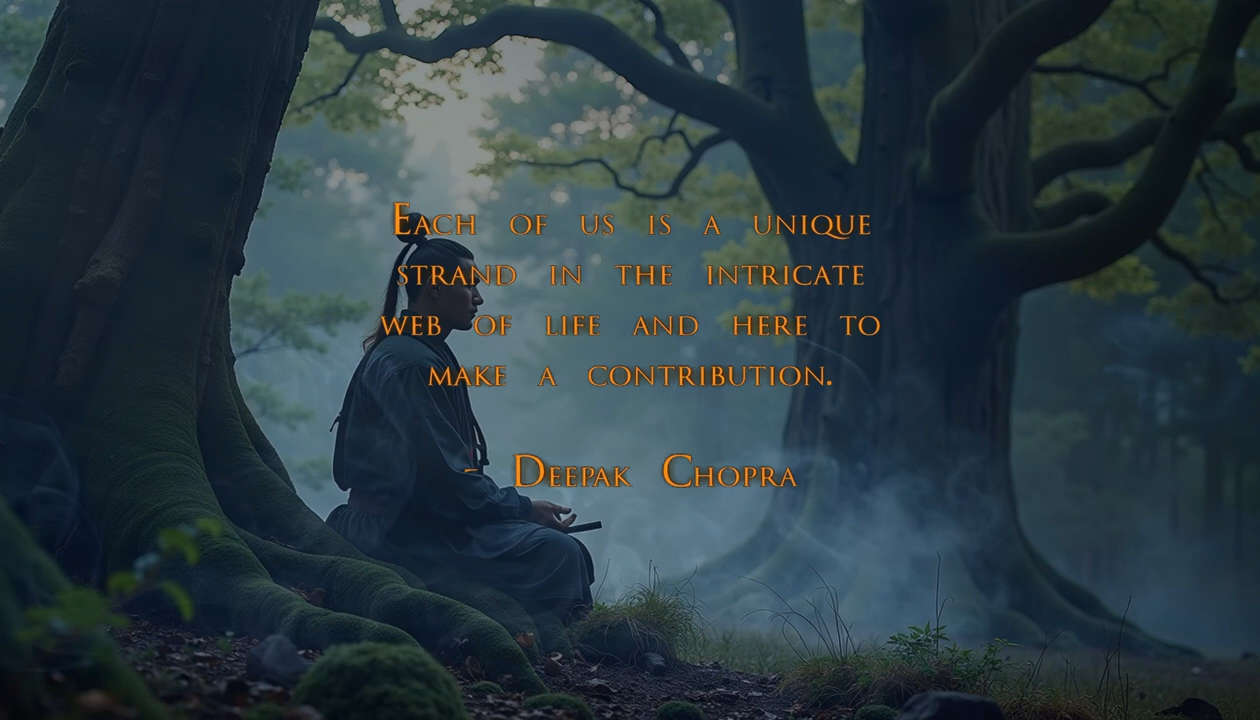 Each of us is a unique
strand in the intricate
web of life and here to
make a contribution.
- Deepak Chopra